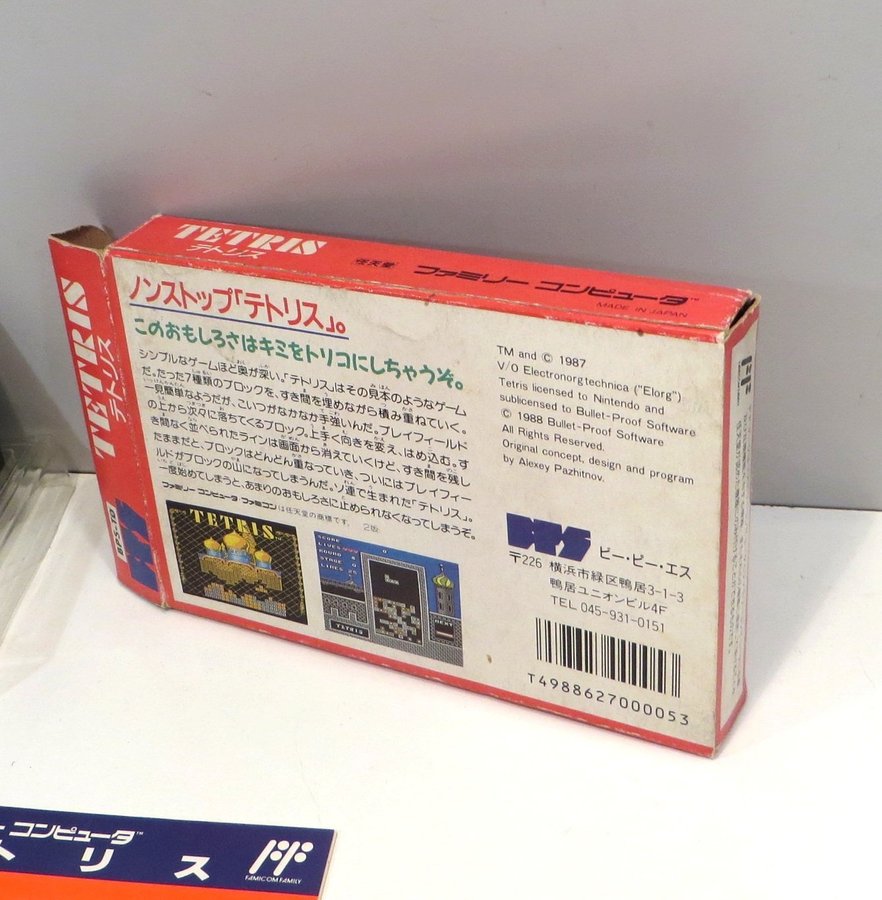 TETRIS
テトリス
任天堂 ファミリー コンピュータ™
MADE IN JAPAN
TETRIS
テトリス
BPS-T2
BPS
ノンストップ「テトリス」。
このおもしろさはキミをトリコにしちゃうぞ。
シンプルなゲームほど奥が深い、「テトリス」はその見本のようなゲーム
だ。たった7種類のブロックを、すき間を埋めながら積み重ねていく。
一見簡単なようだが、こいつがなかなか手強いんだ。プレイフィールド
の上から次々に落ちてくるブロック。上手く向きを変え、はめ込む。す
き間なく並べられたラインは画面から消えていくけど、すき間を残し
たままだと、ブロックはどんどん重なっていき、ついにはプレイフィー
ルドがブロックの山になってしまうんだ。ソ連で生まれた「テトリス」。
一度始めてしまうと、あまりのおもしろさに止められなくなってしまうぞ。
ファミリーコンピュータ・ファミコンは任天堂の商標です。 2版
TETRIS
SCORE 0
LIVES
ROUND
STAGE 0
LINES 25
NEXT
TETRIS
TM and © 1987
V/O Electronorgtechnica ("Elorg")
Tetris licensed to Nintendo and
sublicensed to Bullet-Proof Software
© 1988 Bullet-Proof Software
All Rights Reserved.
Original concept, design and program
by Alexey Pazhitnov.
BPS ビー・ピー・エス
〒226 横浜市緑区鴨居3-1-3
鴨居ユニオンビル4F
TEL 045-931-0151
T4988627000053
ー コンピュータ™
トリス
FAMICOM FAMILY